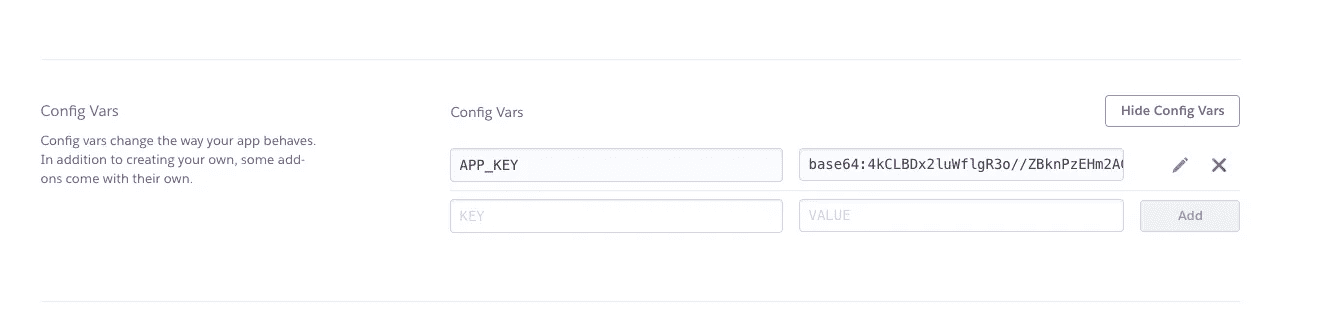 Config Vars
Config vars change the way your app behaves.
In addition to creating your own, some add-
ons come with their own.
Config Vars
Hide Config Vars
APP_KEY
base64:4kCLBDx2luWflgR3o//ZBknPzEHm2A
KEY
VALUE
Add